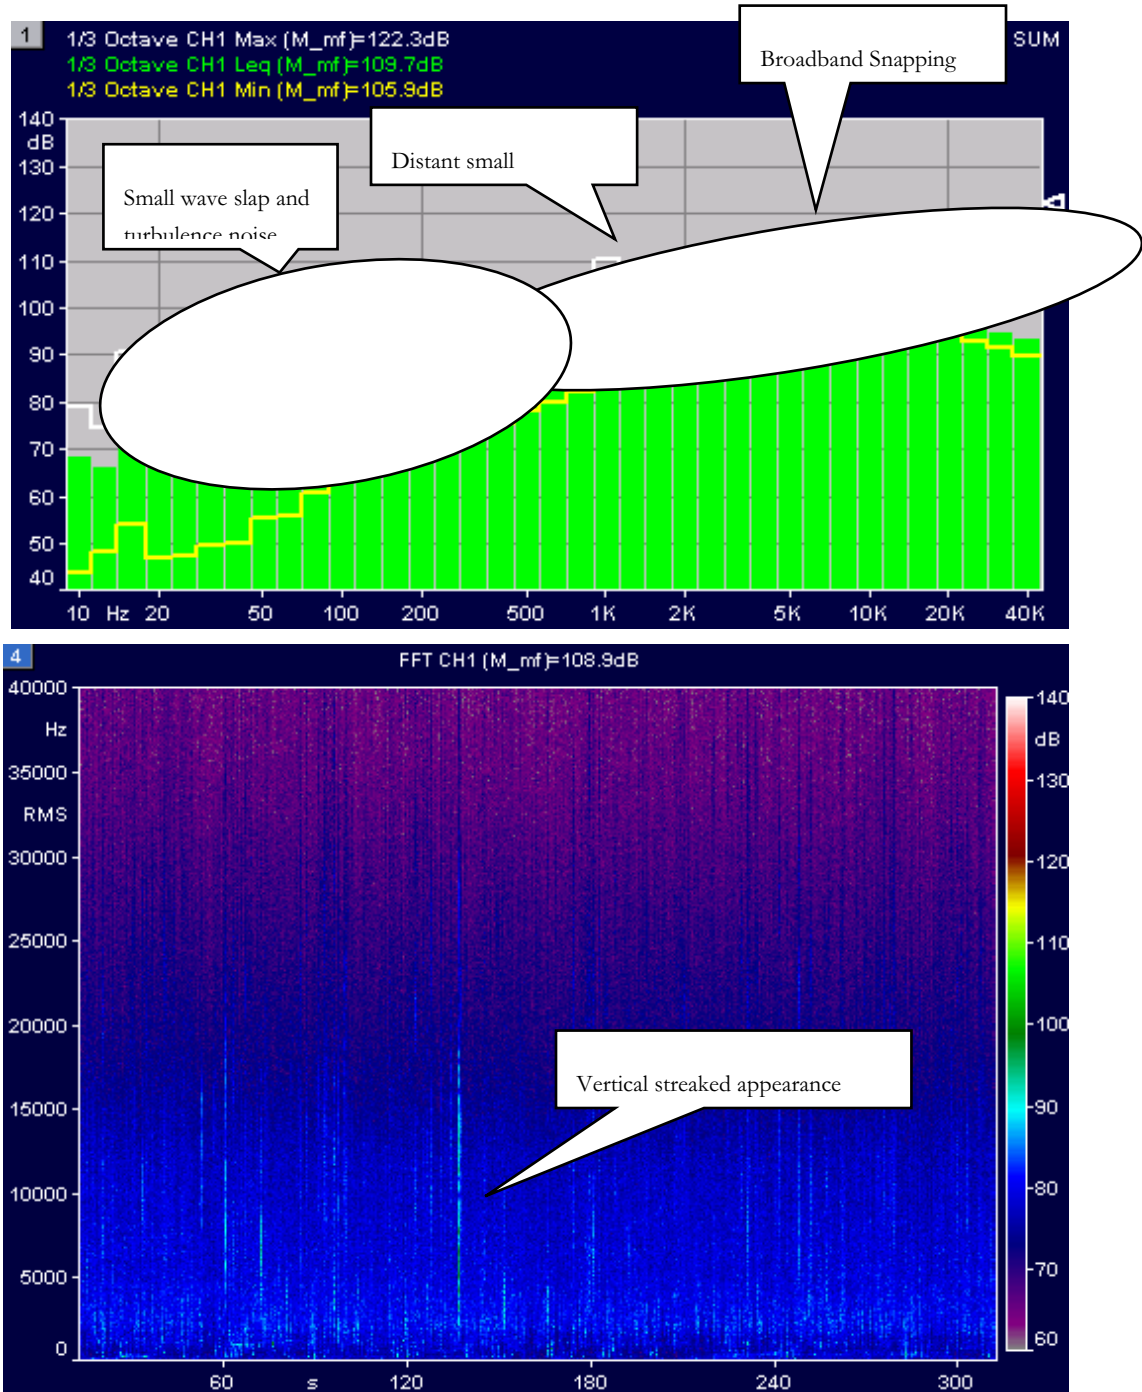 1
1/3 Octave CH1 Max (M_mf)=122.3dB
SUM
1/3 Octave CH1 Leq (M_mf)=109.7dB
1/3 Octave CH1 Min (M_mf)=105.9dB
Broadband Snapping
Distant small
Small wave slap and
turbulence noise
140
dB
130
120
110
100
90
80
70
60
50
40
10 Hz 20 50 100 200 500 1K 2K 5K 10K 20K 40K
4
FFT CH1 (M_mf)=108.9dB
40000
Hz
35000
RMS
30000
25000
20000
15000
10000
5000
0
60 s 120 180 240 300
Vertical streaked appearance
140
dB
130
120
110
100
90
80
70
60